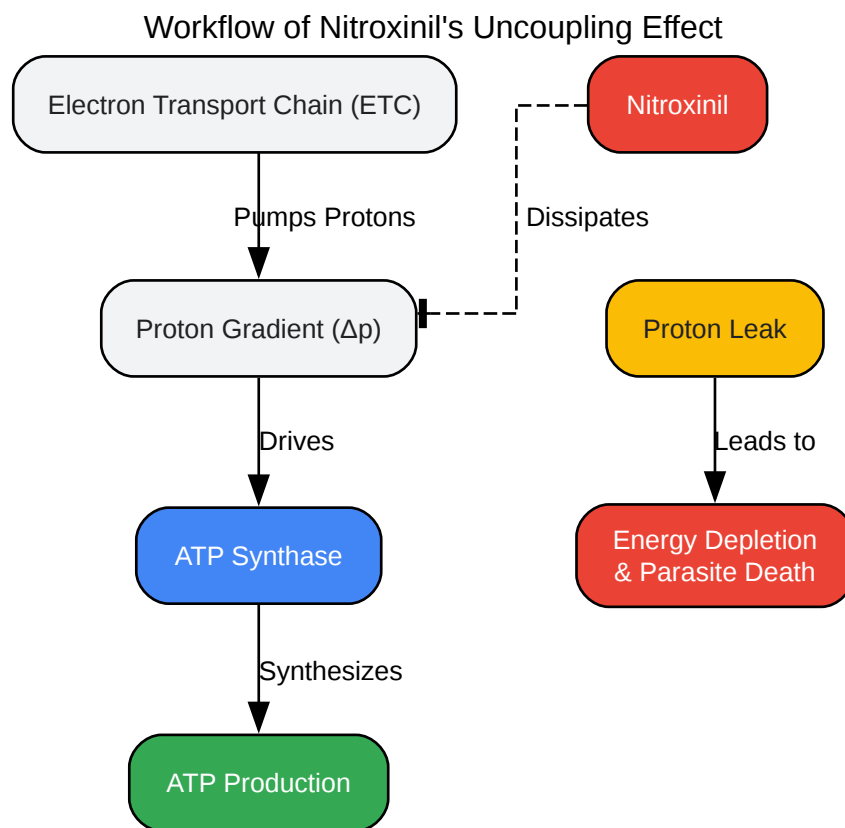 Workflow of Nitroxinil's Uncoupling Effect
Electron Transport Chain (ETC)
Nitroxinil
Pumps Protons
Dissipates
Proton Gradient (Δp)
Proton Leak
Drives
Leads to
ATP Synthase
Energy Depletion
& Parasite Death
Synthesizes
ATP Production